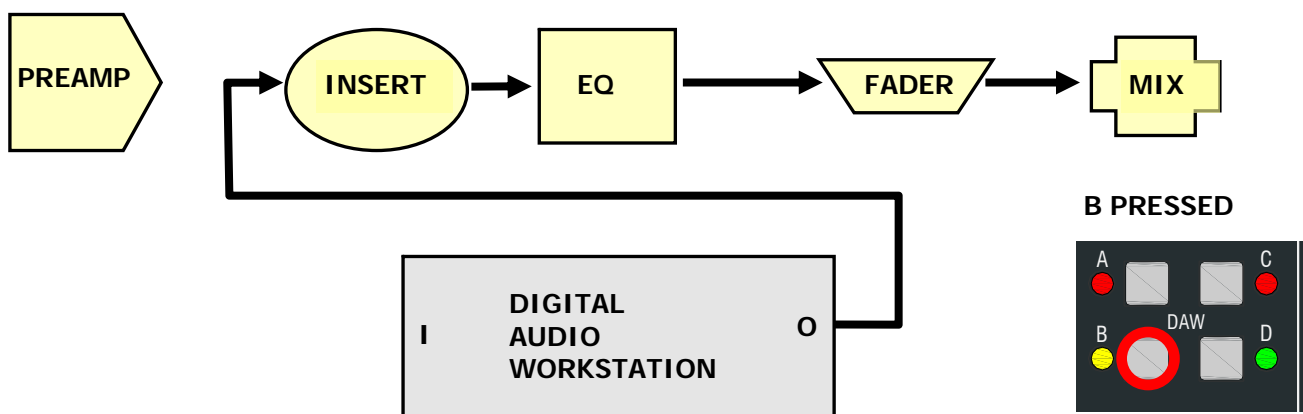 PREAMP
INSERT
EQ
FADER
MIX
B PRESSED
I
DIGITAL
AUDIO
WORKSTATION
O
A
C
DAW
B
D